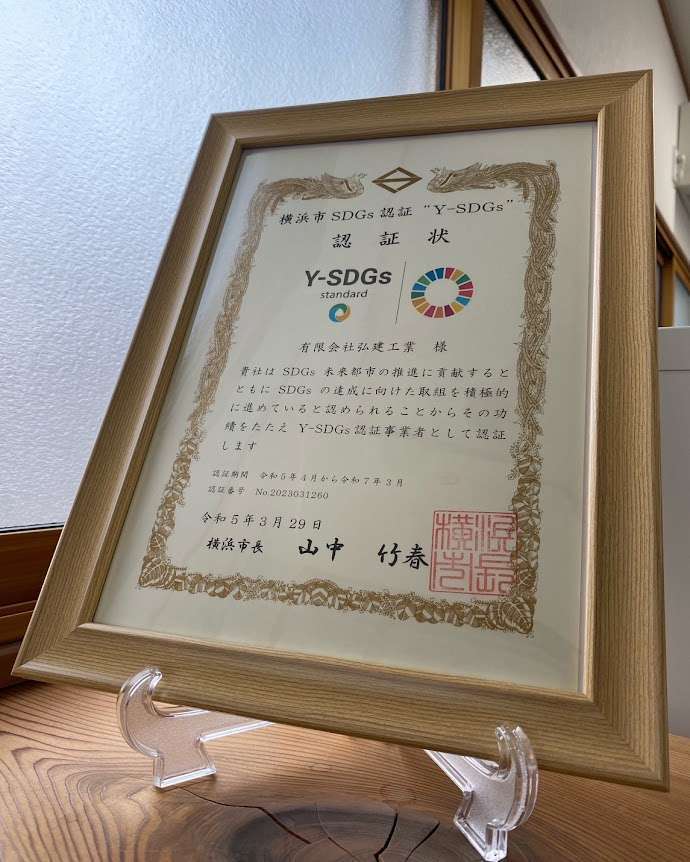 横浜市 SDGs 認証 “Y-SDGs”
認証状
Y-SDGs
standard
有限会社弘建工業 様
貴社は SDGs 未来都市の推進に貢献すると
ともに SDGs の達成に向けた取組を積極的
に進めていると認められることからその功
績をたたえ Y-SDGs 認証事業者として認証
します
認証期間 令和5年4月から令和7年3月
認証番号 No.2023031260
令和5年3月29日
横浜市長 山中 竹春
横浜市長